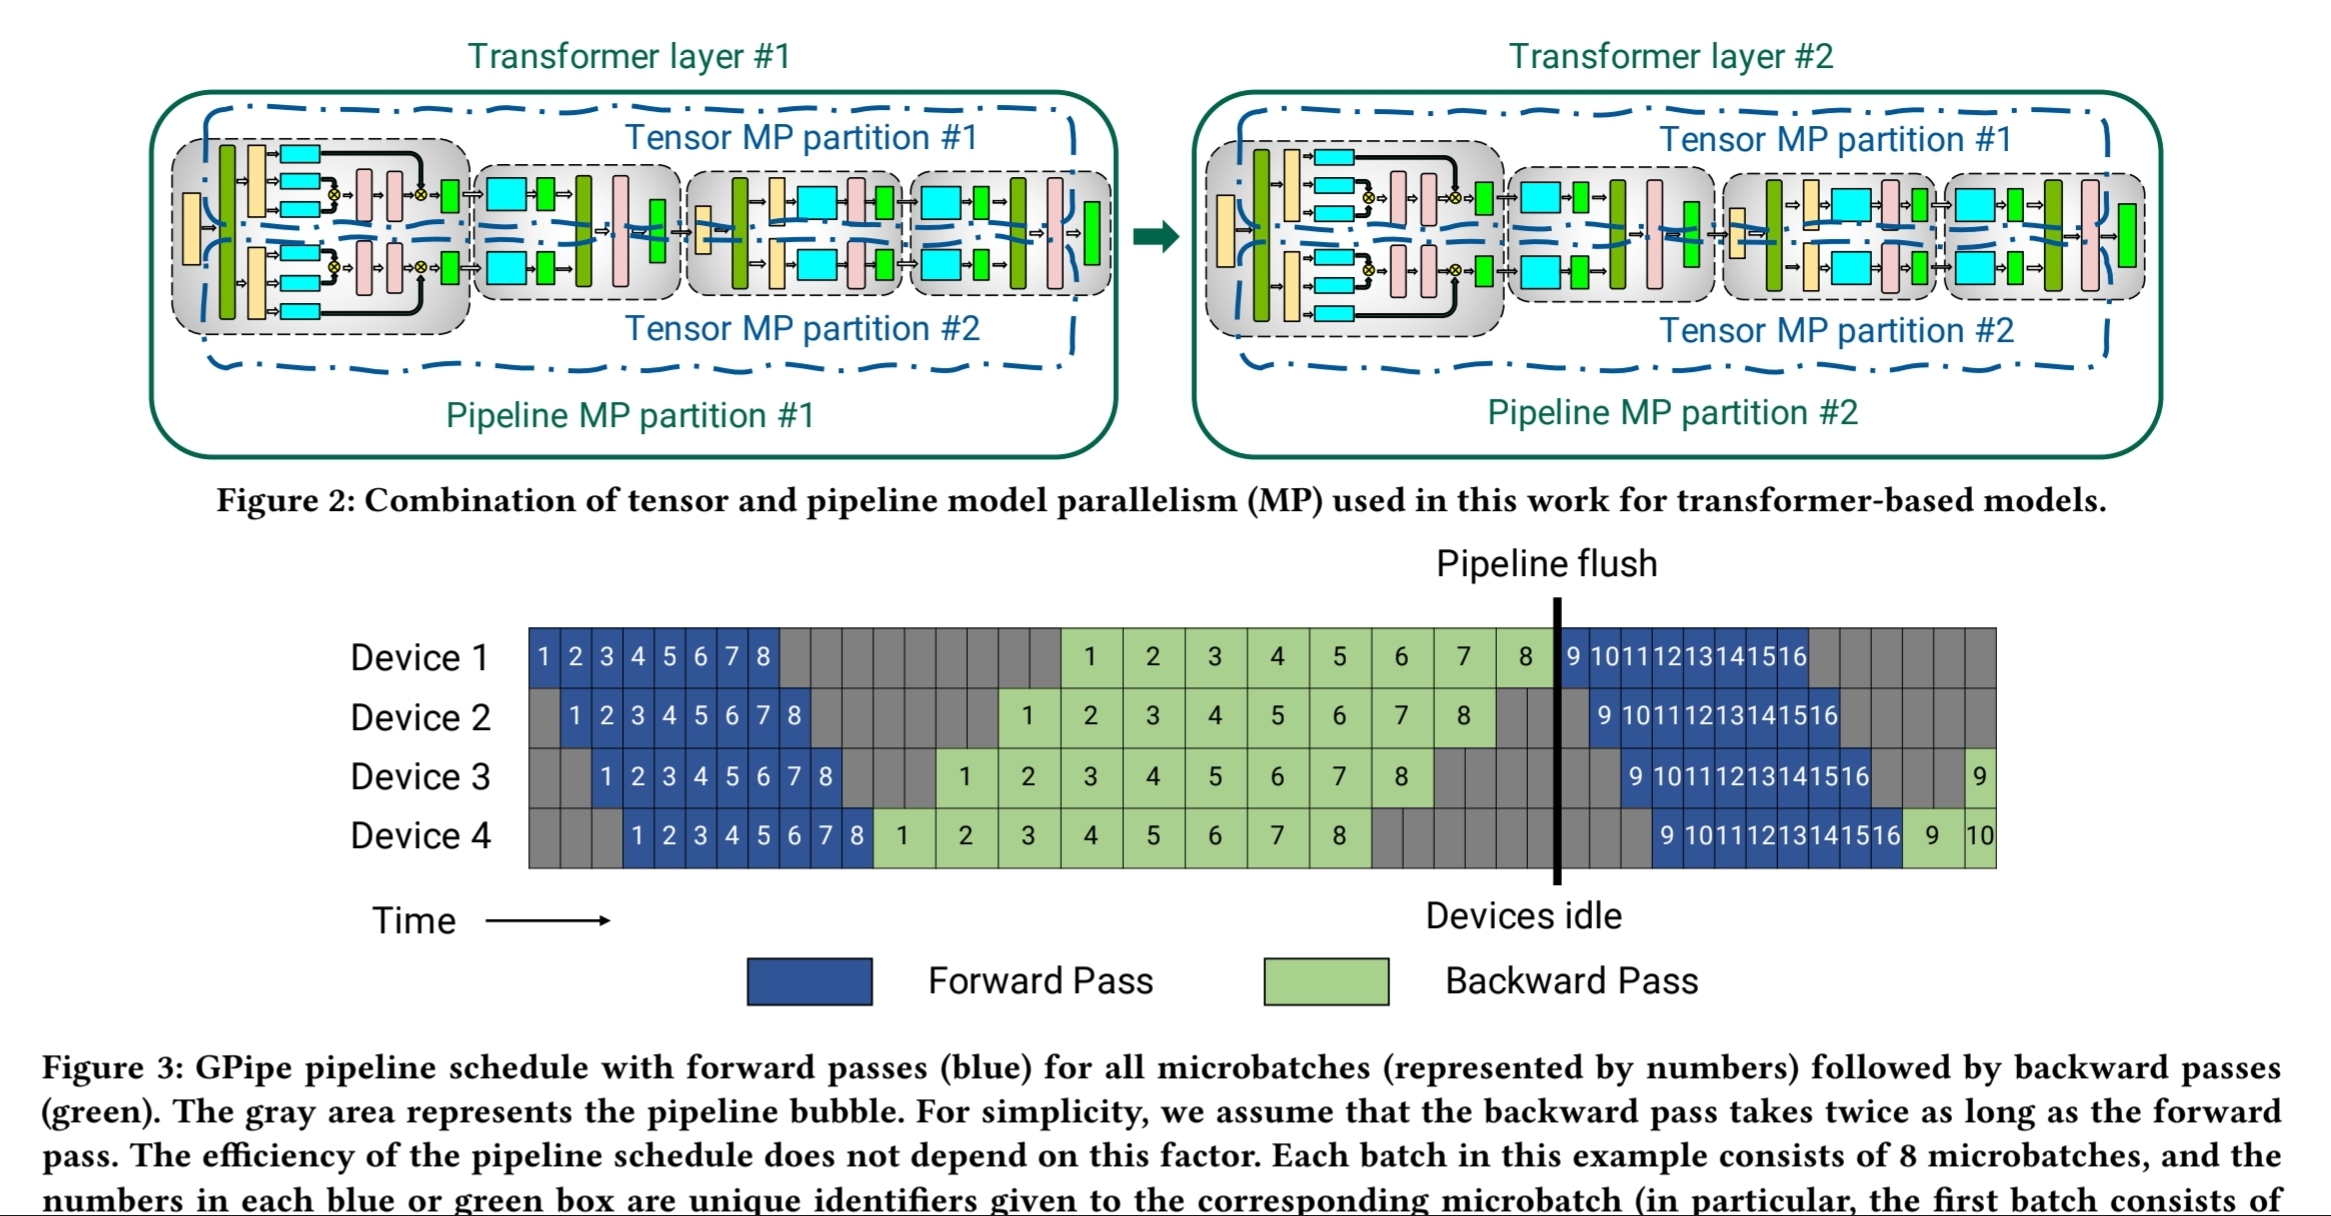 Transformer layer #1
Transformer layer #2
Tensor MP partition #1
Tensor MP partition #1
Tensor MP partition #2
Tensor MP partition #2
Pipeline MP partition #1
Pipeline MP partition #2
Figure 2: Combination of tensor and pipeline model parallelism (MP) used in this work for transformer-based models.
Pipeline flush
Device 1 1 2 3 4 5 6 7 8 1 2 3 4 5 6 7 8 9 10 11 12 13 14 15 16
Device 2 1 2 3 4 5 6 7 8 1 2 3 4 5 6 7 8 9 10 11 12 13 14 15 16
Device 3 1 2 3 4 5 6 7 8 1 2 3 4 5 6 7 8 9 10 11 12 13 14 15 16 9
Device 4 1 2 3 4 5 6 7 8 1 2 3 4 5 6 7 8 9 10 11 12 13 14 15 16 9 10
Time
Devices idle
Forward Pass
Backward Pass
Figure 3: GPipe pipeline schedule with forward passes (blue) for all microbatches (represented by numbers) followed by backward passes
(green). The gray area represents the pipeline bubble. For simplicity, we assume that the backward pass takes twice as long as the forward
pass. The efficiency of the pipeline schedule does not depend on this factor. Each batch in this example consists of 8 microbatches, and the
numbers in each blue or green box are unique identifiers given to the corresponding microbatch (in particular, the first batch consists of